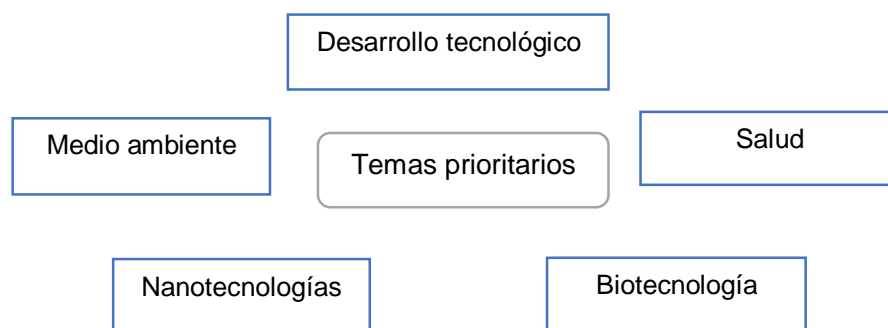 Desarrollo tecnológico
Medio ambiente
Temas prioritarios
Salud
Nanotecnologías
Biotecnología